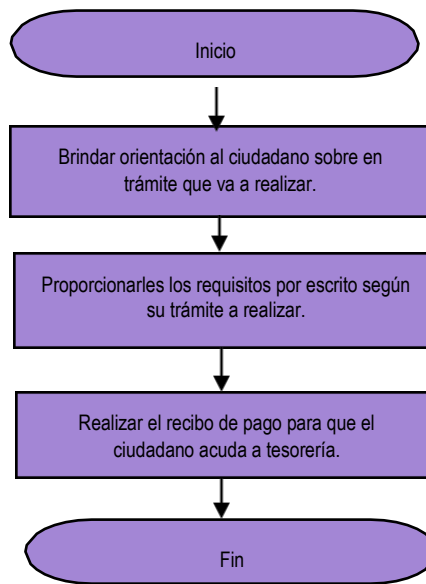 Inicio
Brindar orientación al ciudadano sobre en
trámite que va a realizar.
Proporcionarles los requisitos por escrito según
su trámite a realizar.
Realizar el recibo de pago para que el
ciudadano acuda a tesorería.
Fin